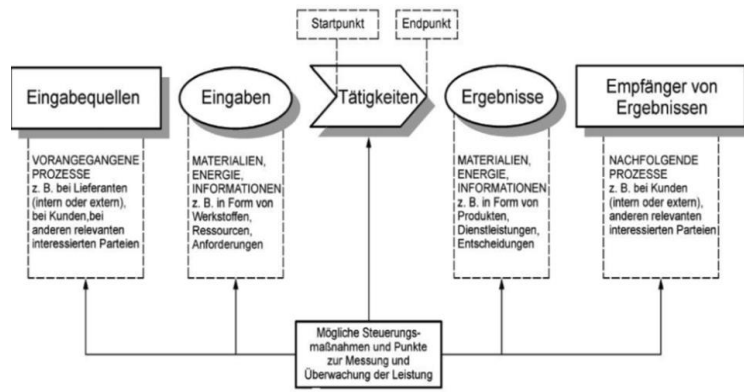 Startpunkt
Endpunkt
Eingabequellen
Eingaben
Tätigkeiten
Ergebnisse
Empfänger von
Ergebnissen
VORANGEGANGENE
PROZESSE
z. B. bei Lieferanten
(intern oder extern),
bei Kunden,bei
anderen relevanten
interessierten Parteien
MATERIALIEN,
ENERGIE,
INFORMATIONEN
z. B. in Form von
Werkstoffen,
Ressourcen,
Anforderungen
MATERIALIEN,
ENERGIE,
INFORMATIONEN
z. B. in Form von
Produkten,
Dienstleistungen,
Entscheidungen
NACHFOLGENDE
PROZESSE
z. B. bei Kunden
(intern oder extern),
anderen relevanten
interessierten Parteien
Mögliche Steuerungs-
maßnahmen und Punkte
zur Messung und
Überwachung der Leistung